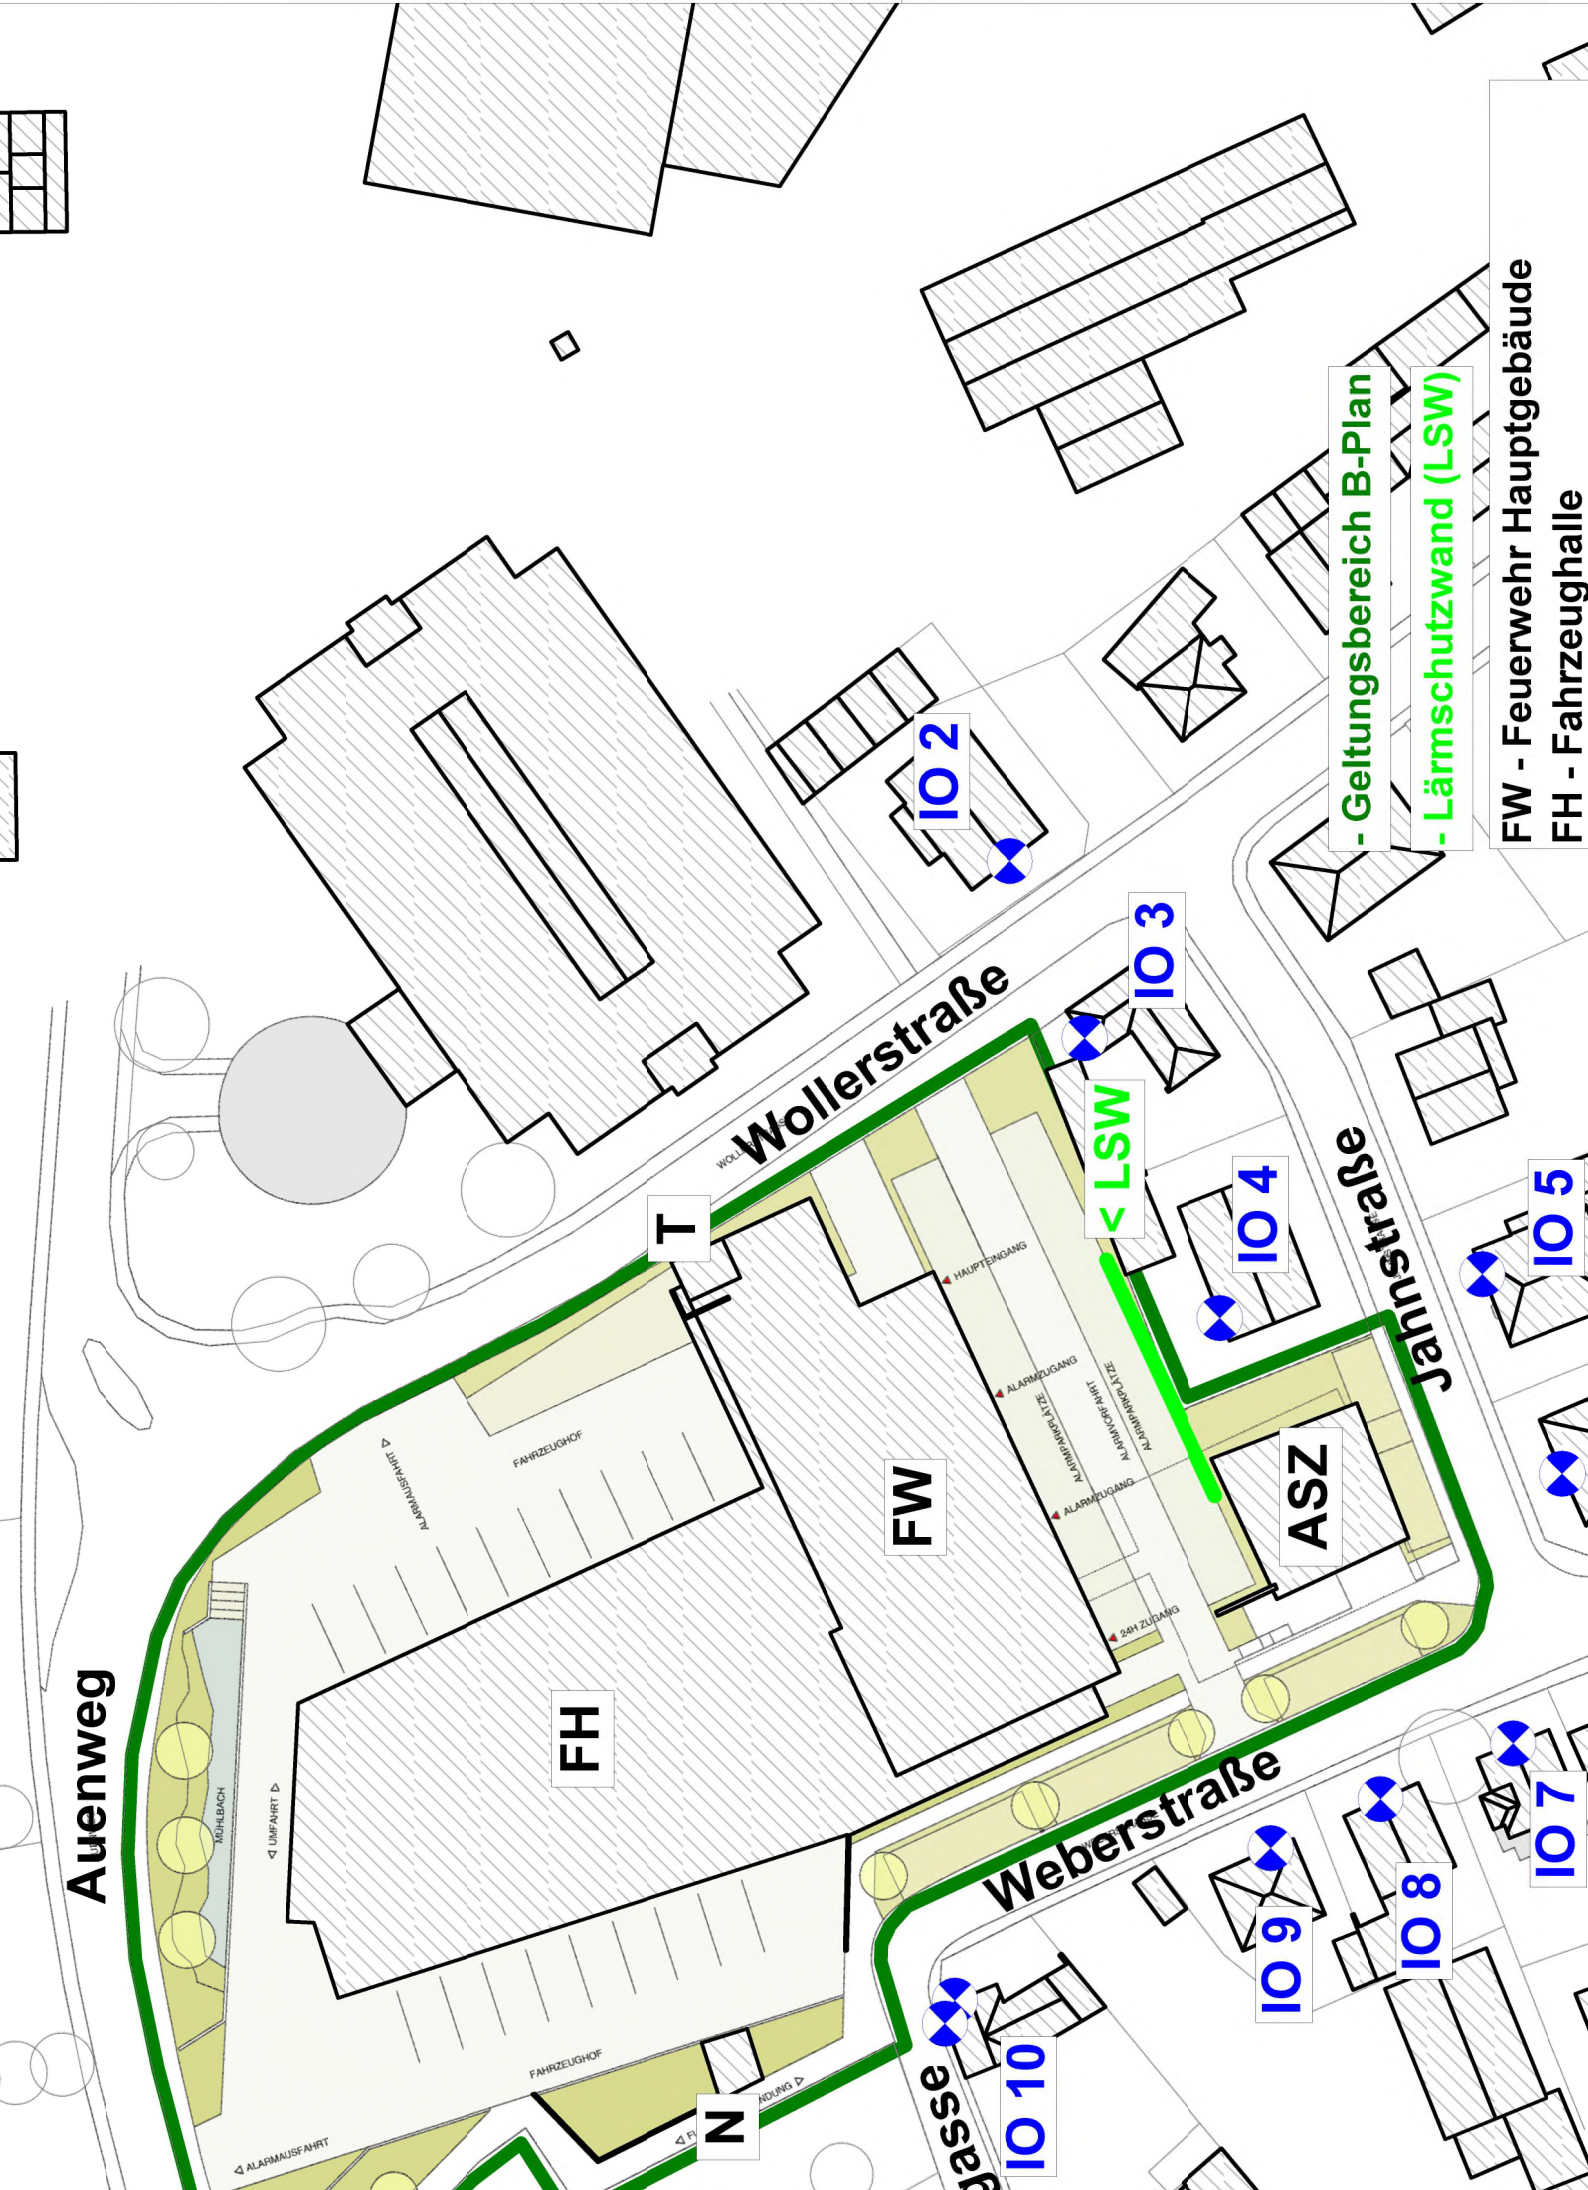 Auenweg
Wollerstraße
Jahnstraße
Weberstraße
gasse
IO 2
IO 3
IO 4
IO 5
IO 7
IO 8
IO 9
IO 10
< LSW
T
FW
FH
ASZ
N
ALARMAUSFAHRT
FAHRZEUGHOF
HAUPTEINGANG
ALARMZUGANG
ALARMPARKPLÄTZE
ALARMVORFAHRT
ALARMPARKPLÄTZE
ALARMZUGANG
24H ZUGANG
UMFAHRT
MÜHLBACH
FAHRZEUGHOF
ALARMAUSFAHRT
- Geltungsbereich B-Plan
- Lärmschutzwand (LSW)
FW - Feuerwehr Hauptgebäude
FH - Fahrzeughalle